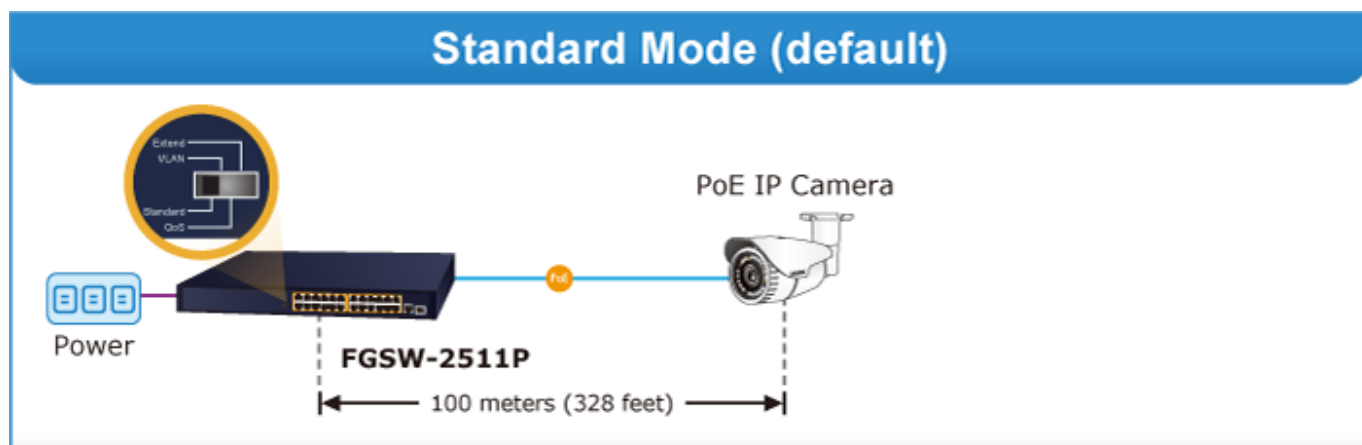 Standard Mode (default)
Extend
VLAN
Standard
QoS
PoE IP Camera
PoE
Power
FGSW-2511P
100 meters (328 feet)